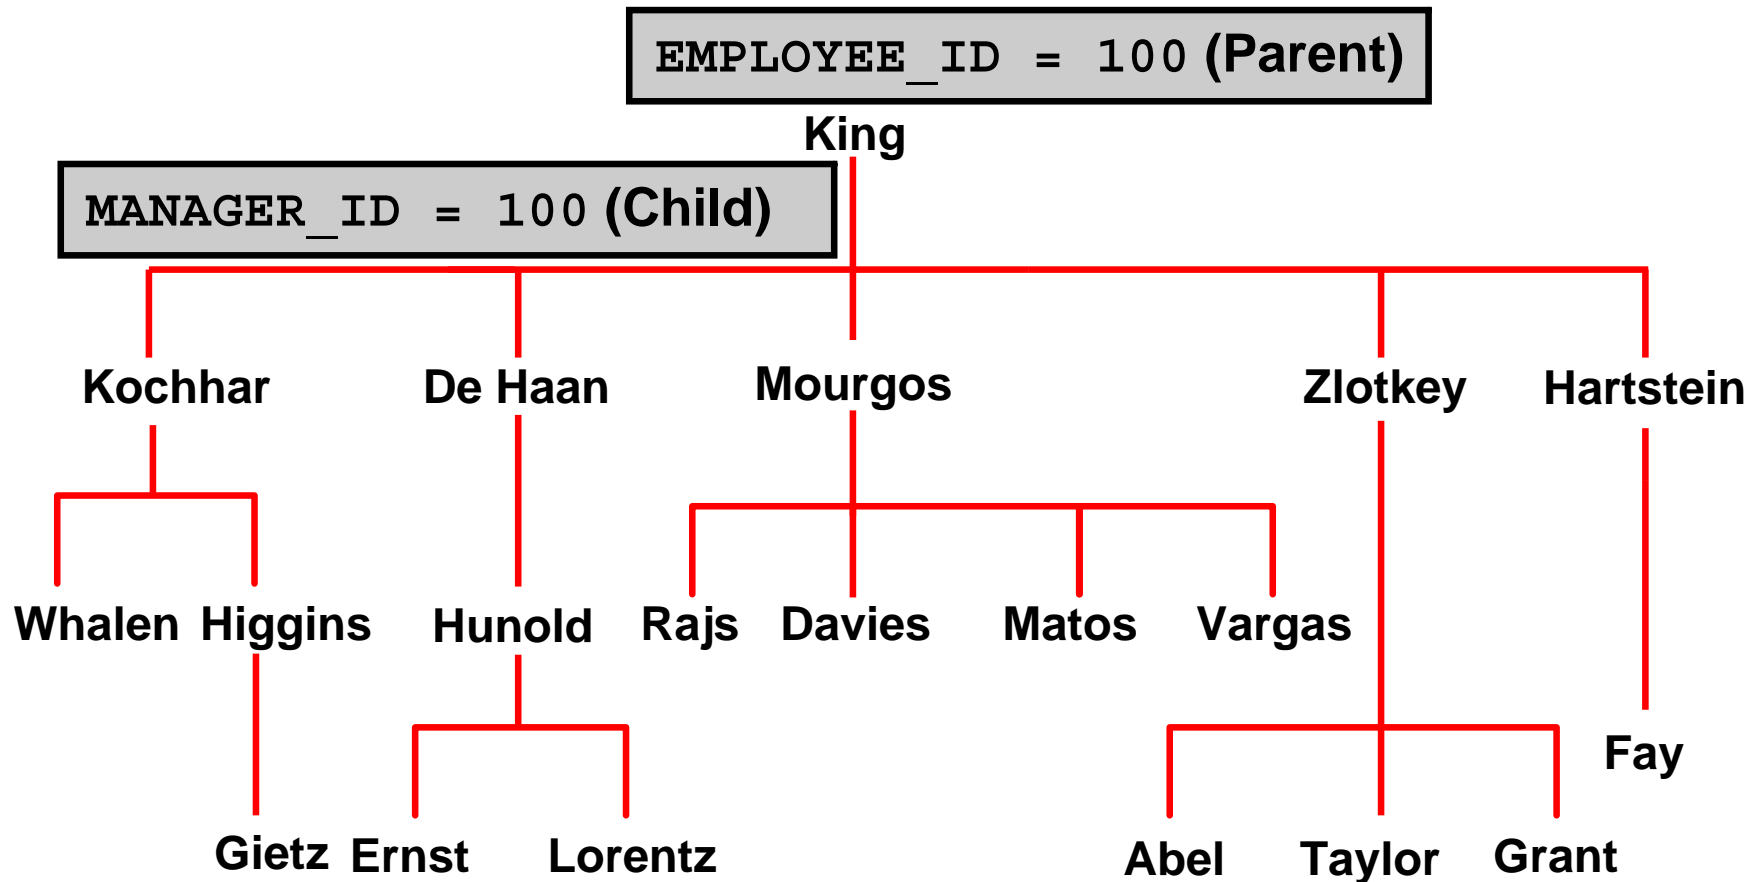 EMPLOYEE_ID = 100 (Parent)
King
MANAGER_ID = 100 (Child)
Kochhar De Haan Mourgos Zlotkey Hartstein
Whalen Higgins Hunold Rajs Davies Matos Vargas
Fay
Gietz Ernst Lorentz Abel Taylor Grant